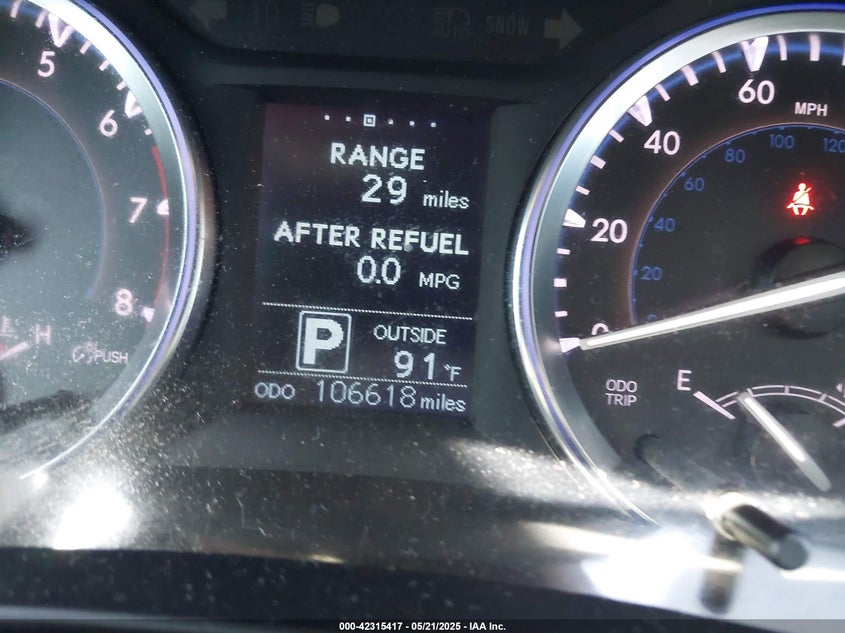 AUTO SNOW
5
6
7
8
H
PUSH
RANGE
29 miles
AFTER REFUEL
0.0 MPG
P
OUTSIDE
91°F
ODO 106618 miles
60
MPH
40
20
0
120
100
80
60
40
20
ODO
TRIP
E
000-42315417 - 05/21/2025 - IAA Inc.